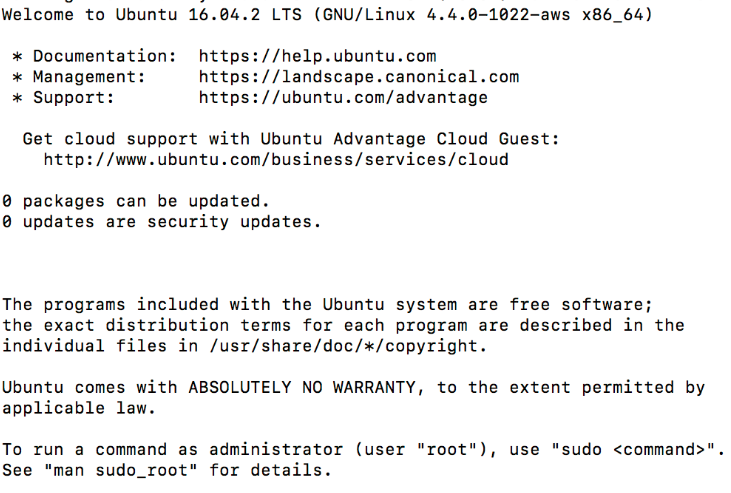 Welcome to Ubuntu 16.04.2 LTS (GNU/Linux 4.4.0-1022-aws x86_64)
* Documentation:  https://help.ubuntu.com
* Management:     https://landscape.canonical.com
* Support:        https://ubuntu.com/advantage
Get cloud support with Ubuntu Advantage Cloud Guest:
http://www.ubuntu.com/business/services/cloud
0 packages can be updated.
0 updates are security updates.
The programs included with the Ubuntu system are free software;
the exact distribution terms for each program are described in the
individual files in /usr/share/doc/*/copyright.
Ubuntu comes with ABSOLUTELY NO WARRANTY, to the extent permitted by
applicable law.
To run a command as administrator (user "root"), use "sudo <command>".
See "man sudo_root" for details.